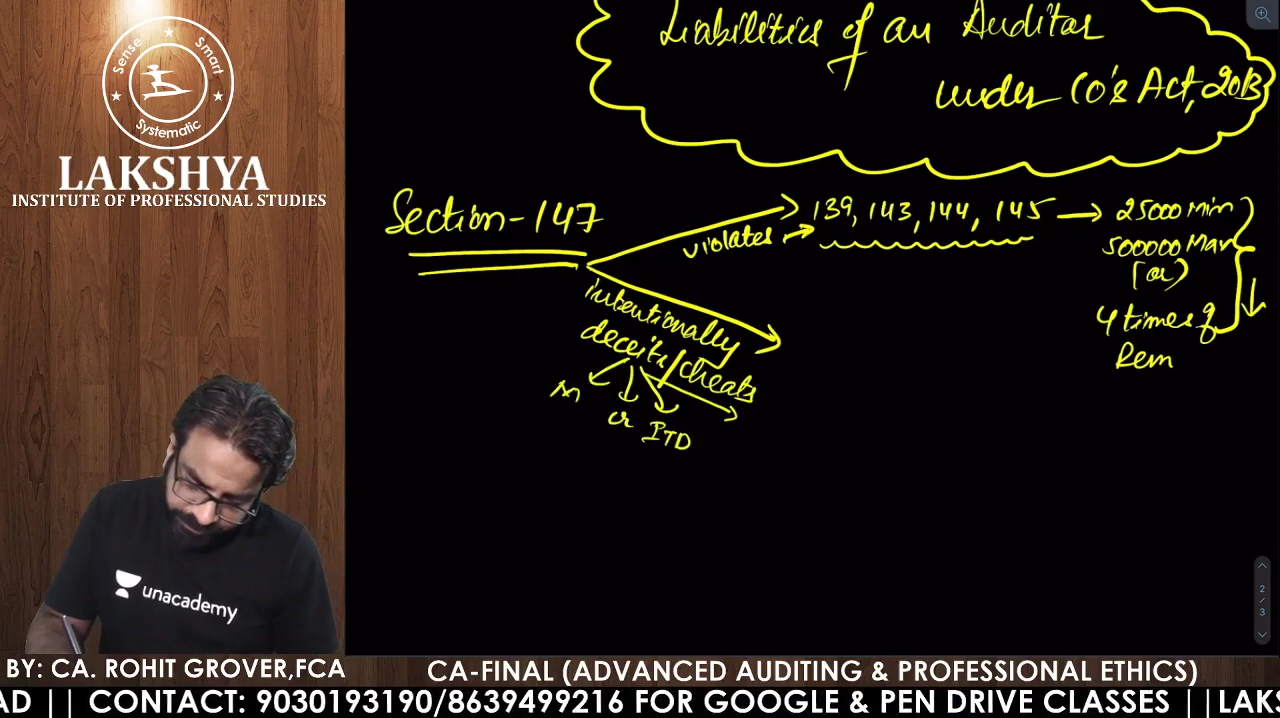 Liabilities of an Auditor
under Co's Act, 2013
Sense
Smart
Systematic
LAKSHYA
INSTITUTE OF PROFESSIONAL STUDIES
Section - 147
violates
139, 143, 144, 145
25000 Min
500000 Max
(or)
4 times of
Rem
intentionally
deceits/cheats
cr
ITD
unacademy
2
/
3
BY: CA. ROHIT GROVER,FCA
CA-FINAL (ADVANCED AUDITING & PROFESSIONAL ETHICS)
AD || CONTACT: 9030193190/8639499216 FOR GOOGLE & PEN DRIVE CLASSES ||LAKS